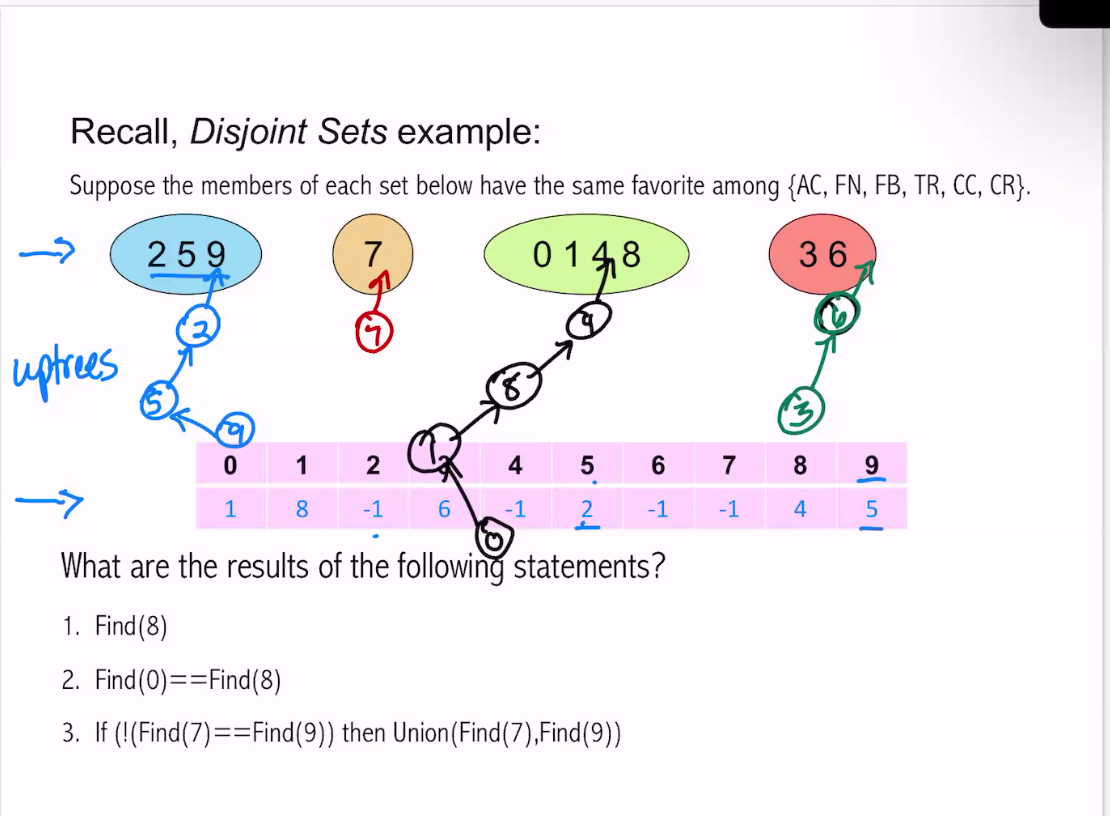 Recall, Disjoint Sets example:
Suppose the members of each set below have the same favorite among {AC, FN, FB, TR, CC, CR}.
2 5 9 7 0 1 4 8 3 6
2 7 4 6
uptrees 5 8 3
9 1
0 1 2 3 4 5 6 7 8 9
1 8 -1 6 -1 2 -1 -1 4 5
0
What are the results of the following statements?
1. Find(8)
2. Find(0)==Find(8)
3. If (!(Find(7)==Find(9)) then Union(Find(7),Find(9))